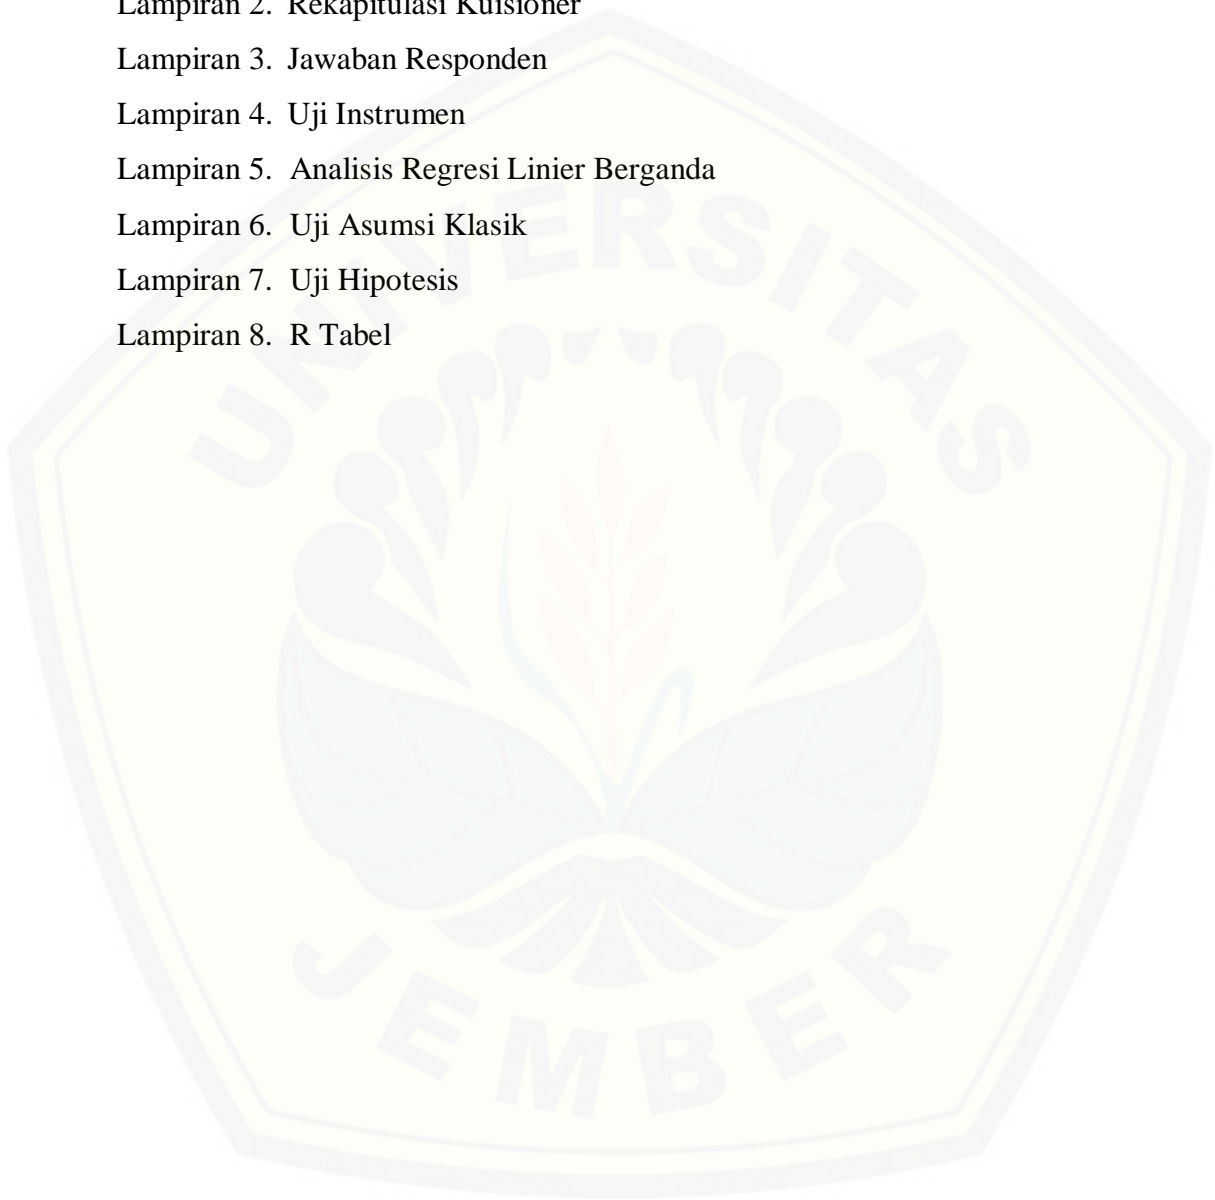 Lampiran 2. Rekapitulasi Kuisioner
Lampiran 3. Jawaban Responden
Lampiran 4. Uji Instrumen
Lampiran 5. Analisis Regresi Linier Berganda
Lampiran 6. Uji Asumsi Klasik
Lampiran 7. Uji Hipotesis
Lampiran 8. R Tabel
UNIVERSITAS
JEMBER